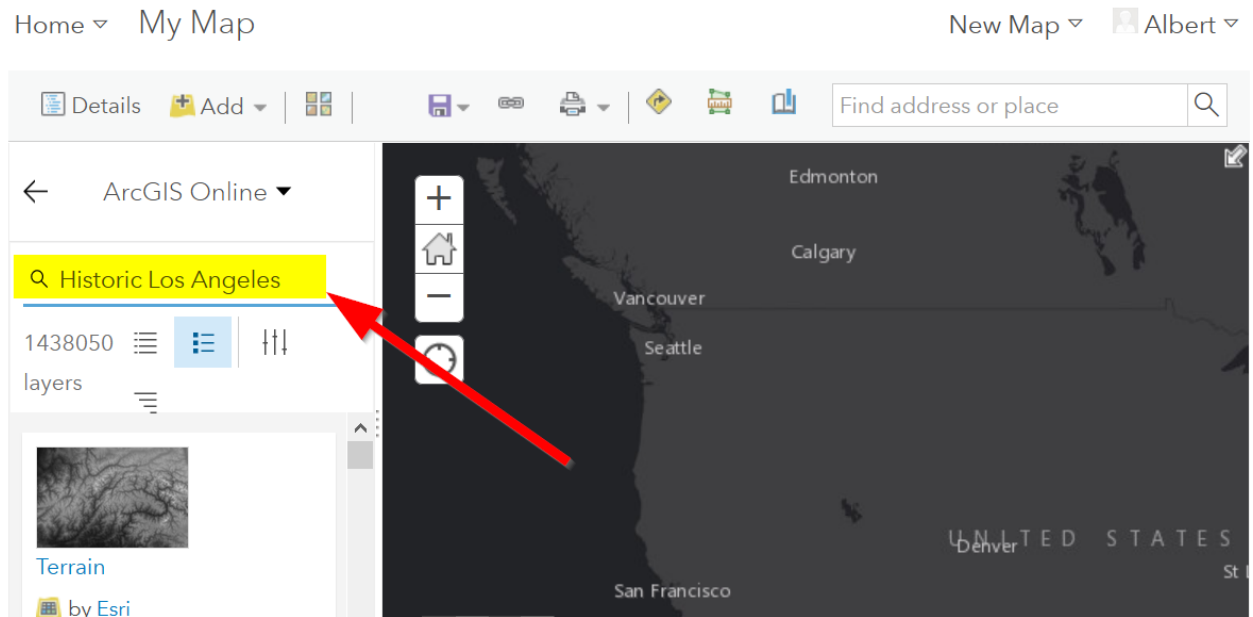 Home My Map New Map Albert
Details Add Find address or place
ArcGIS Online
Historic Los Angeles
1438050
layers
Terrain
by Esri
Edmonton
Calgary
Vancouver
Seattle
UNITED STATES
Denver
St
San Francisco